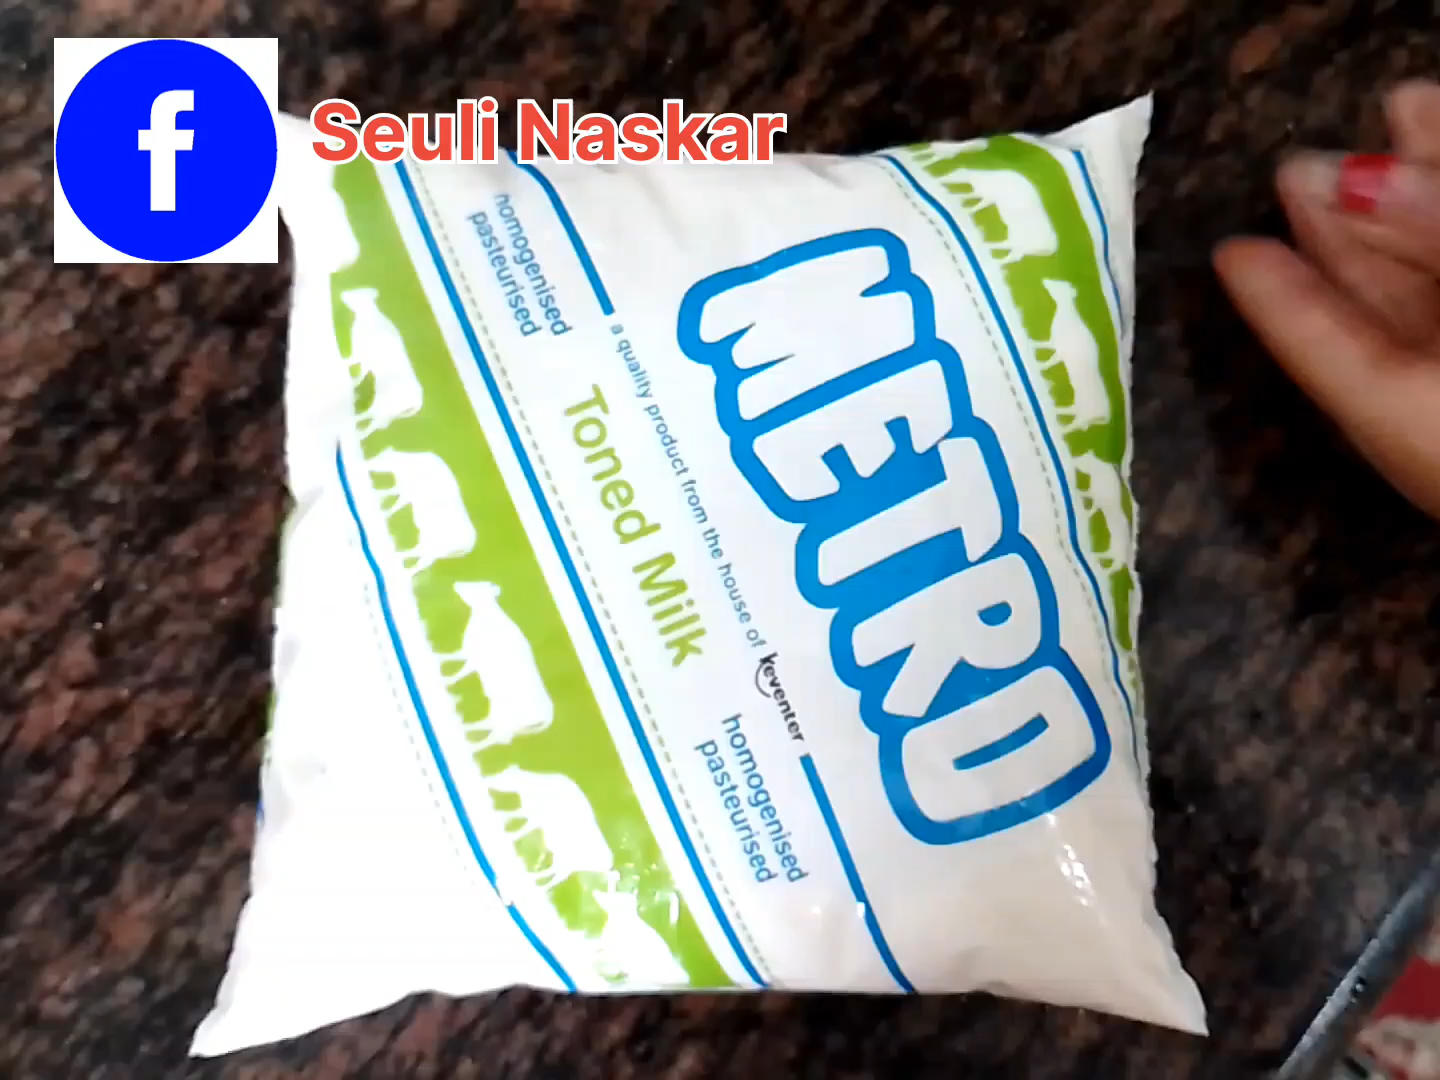 f
Seuli Naskar
METRO
a quality product from the house of keventer
Toned Milk
homogenised
pasteurised
homogenised
pasteurised